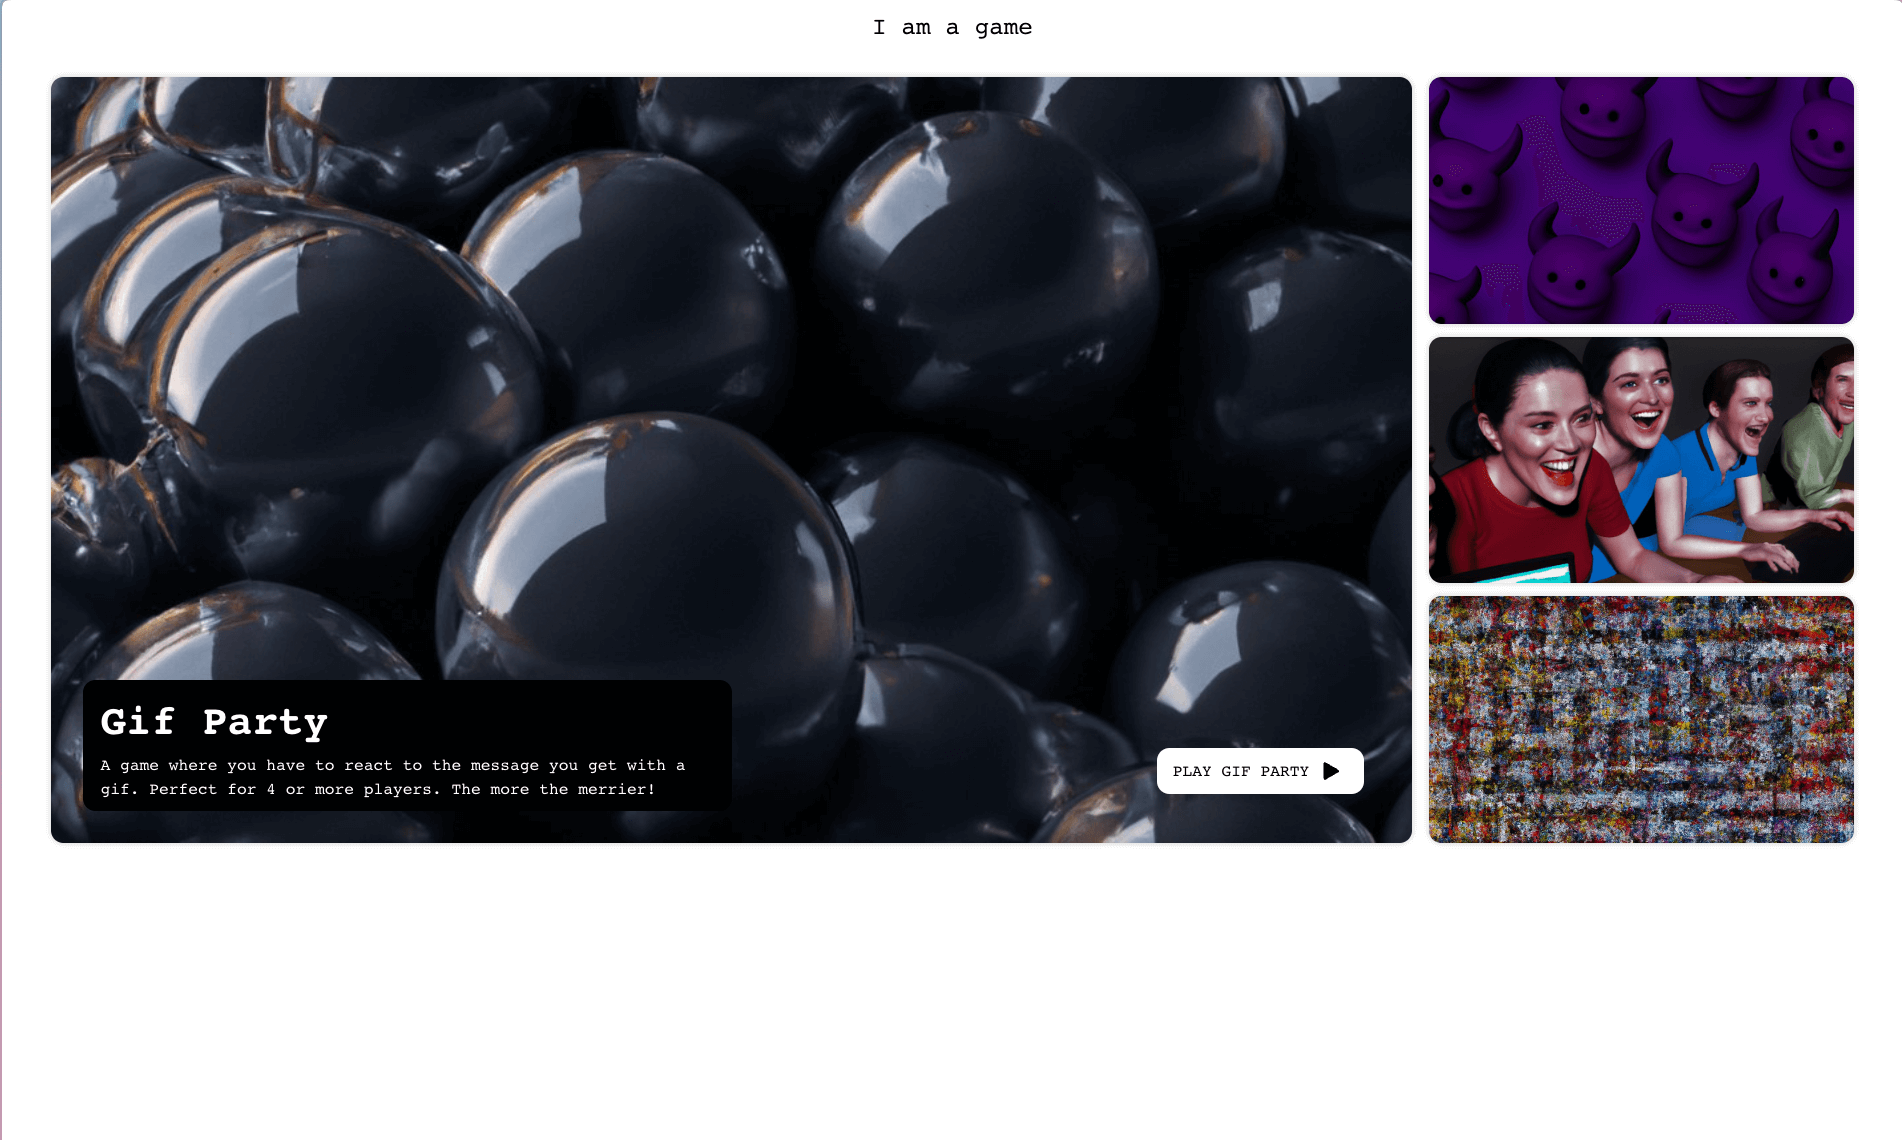 I am a game
Gif Party
A game where you have to react to the message you get with a
gif. Perfect for 4 or more players. The more the merrier!
PLAY GIF PARTY